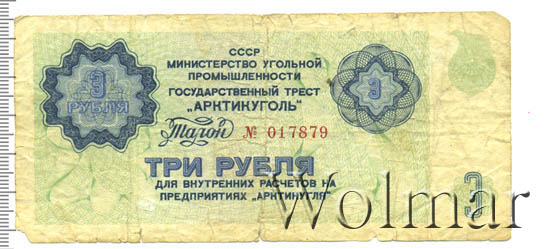 СССР
МИНИСТЕРСТВО УГОЛЬНОЙ
ПРОМЫШЛЕННОСТИ
ГОСУДАРСТВЕННЫЙ ТРЕСТ
„АРКТИКУГОЛЬ"
3
РУБЛЯ
3
Талон № 017879
ТРИ РУБЛЯ
ДЛЯ ВНУТРЕННИХ РАСЧЕТОВ НА
ПРЕДПРИЯТИЯХ „АРКТИКУГЛЯ"
3
Wolmar